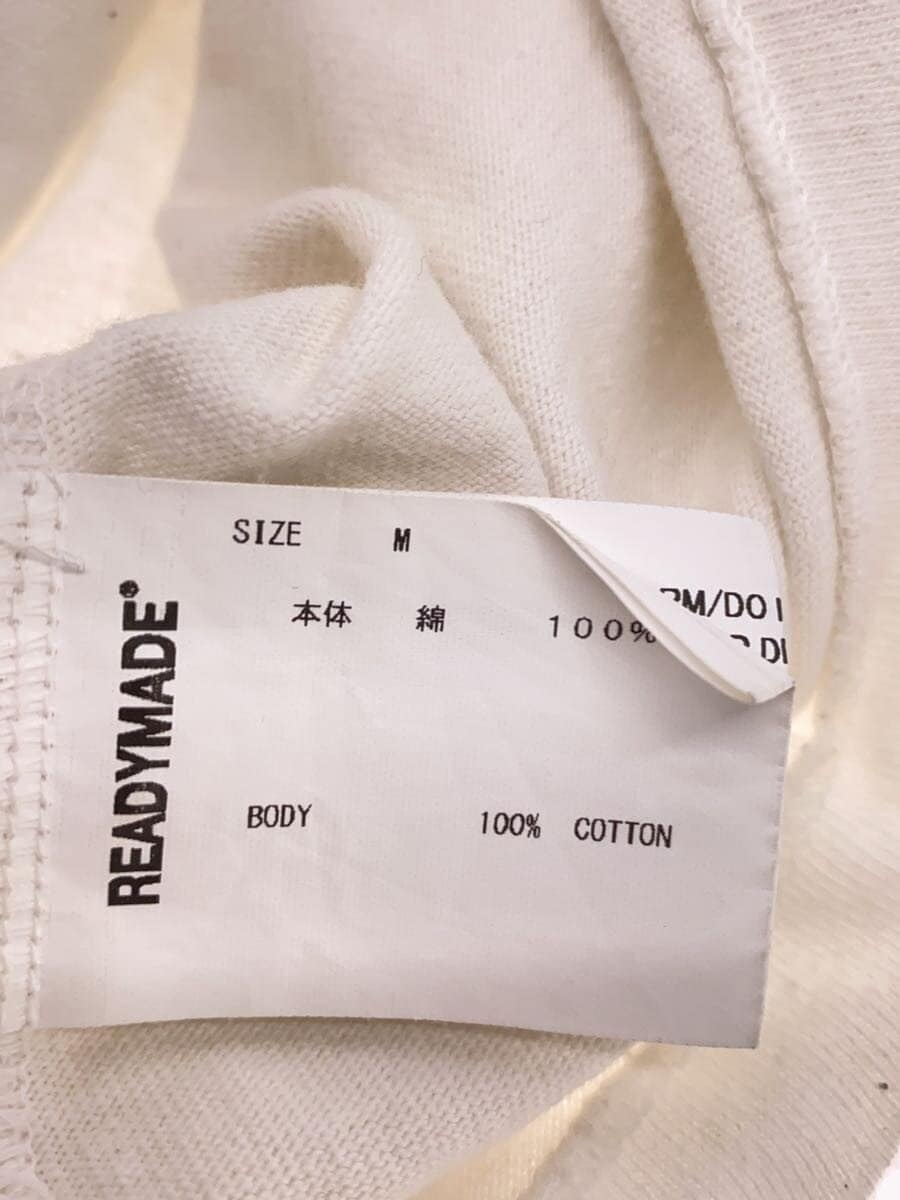 SIZE M
本体 綿 100%
BODY 100% COTTON
READYMADE®